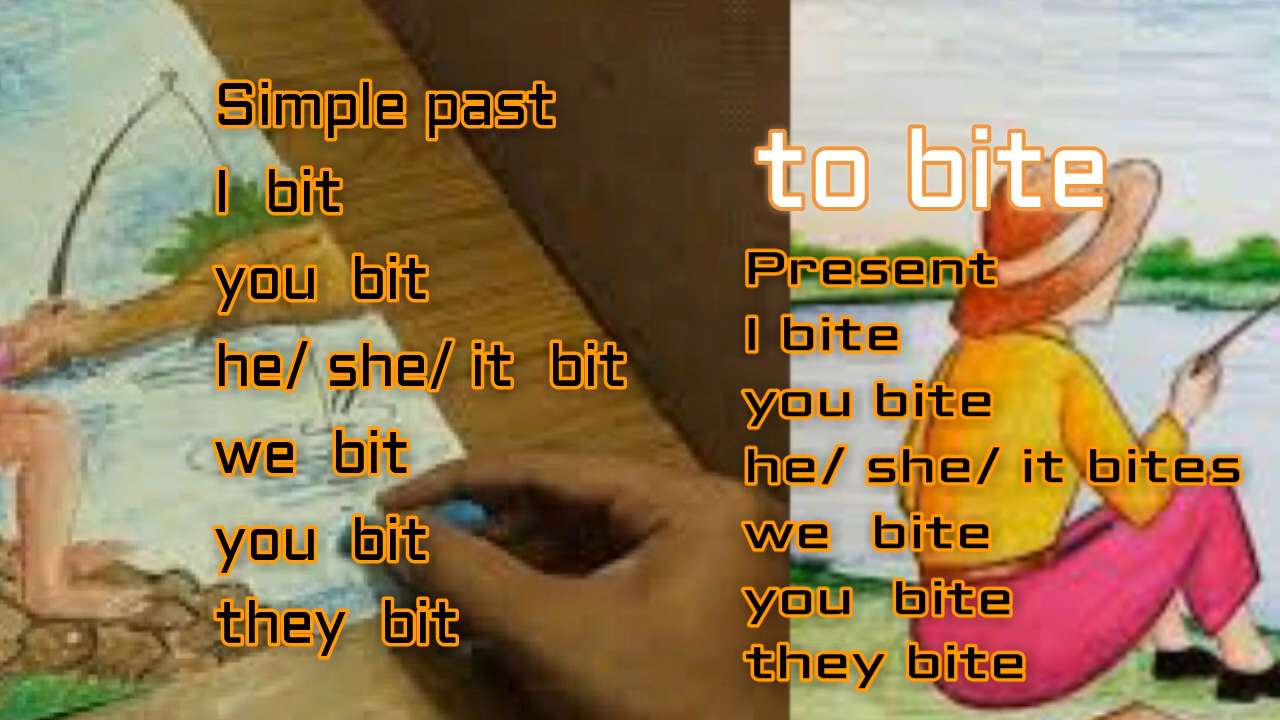 Simple past
I bit
you bit
he/ she/ it bit
we bit
you bit
they bit
to bite
Present
I bite
you bite
he/ she/ it bites
we bite
you bite
they bite